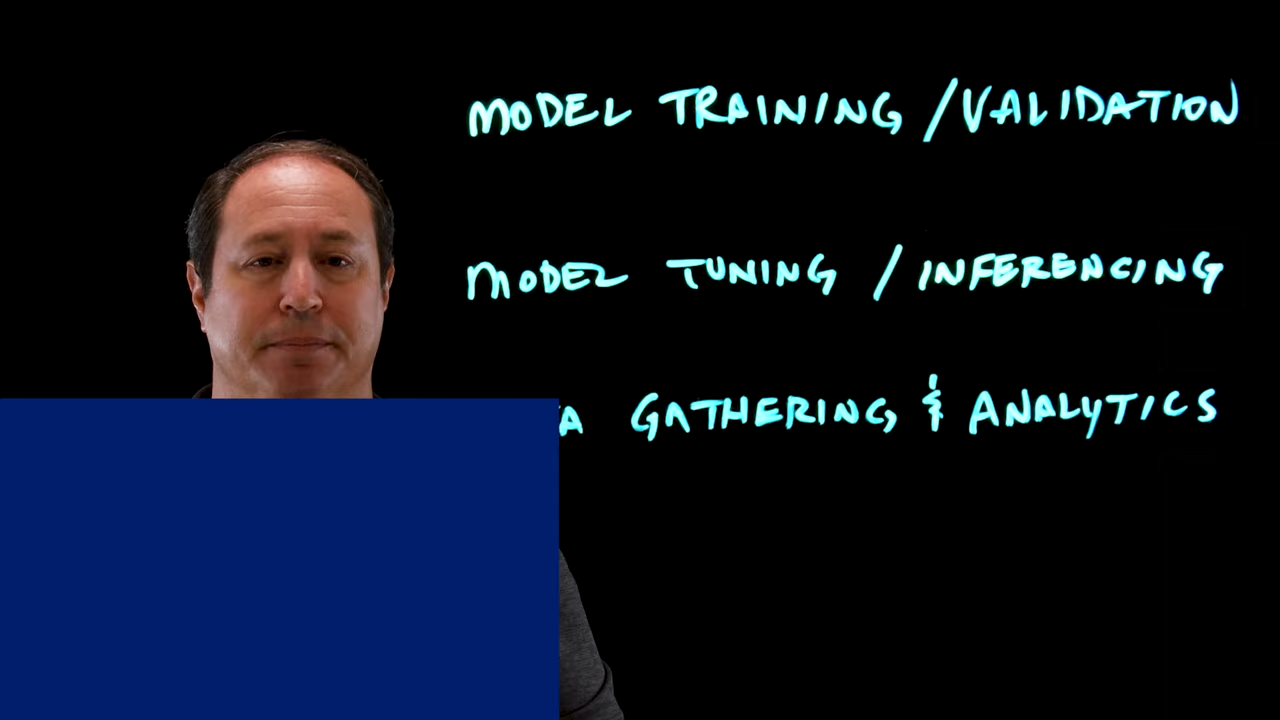 MODEL TRAINING / VALIDATION
MODEL TUNING / INFERENCING
GATHERING & ANALYTICS